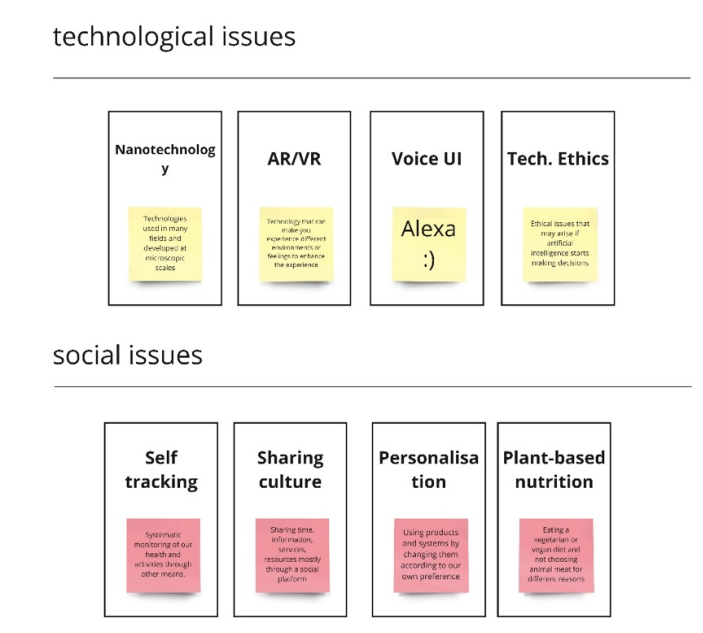 technological issues
Nanotechnolog
y
Technologies
used in many
fields and
developed at
microscopic
scales
AR/VR
Technology that can
make you
experience different
environments or
feelings to enhance
the experience
Voice UI
Alexa
:)
Tech. Ethics
Ethical issues that
may arise if
artificial
intelligence starts
making decisions
social issues
Self
tracking
Systematic
monitoring of our
health and
activities through
other means.
Sharing
culture
Sharing time,
information,
services,
resources mostly
through a social
platform
Personalisa
tion
Using products
and systems by
changing them
according to our
own preference
Plant-based
nutrition
Eating a
vegetarian or
vegan diet and
not choosing
animal meat for
different reasons